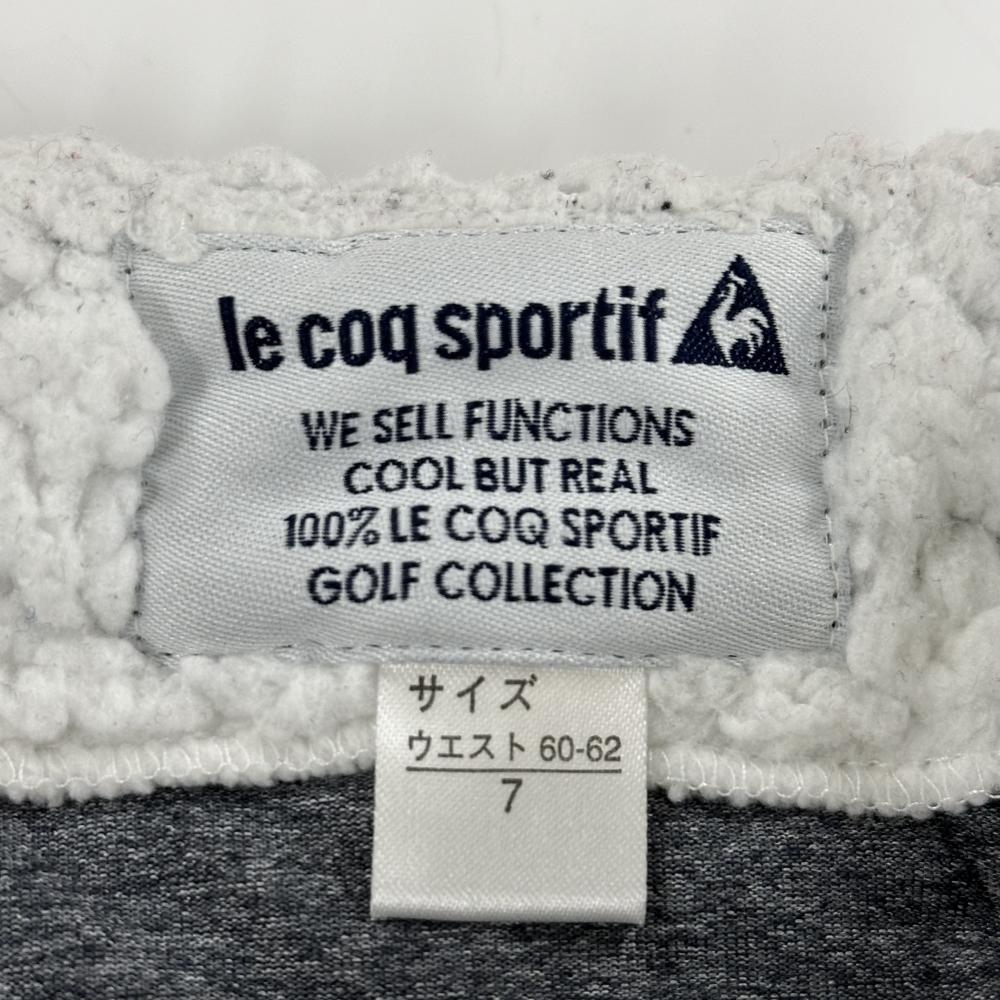 le coq sportif
WE SELL FUNCTIONS
COOL BUT REAL
100% LE COQ SPORTIF
GOLF COLLECTION
サイズ
ウエスト 60-62
7